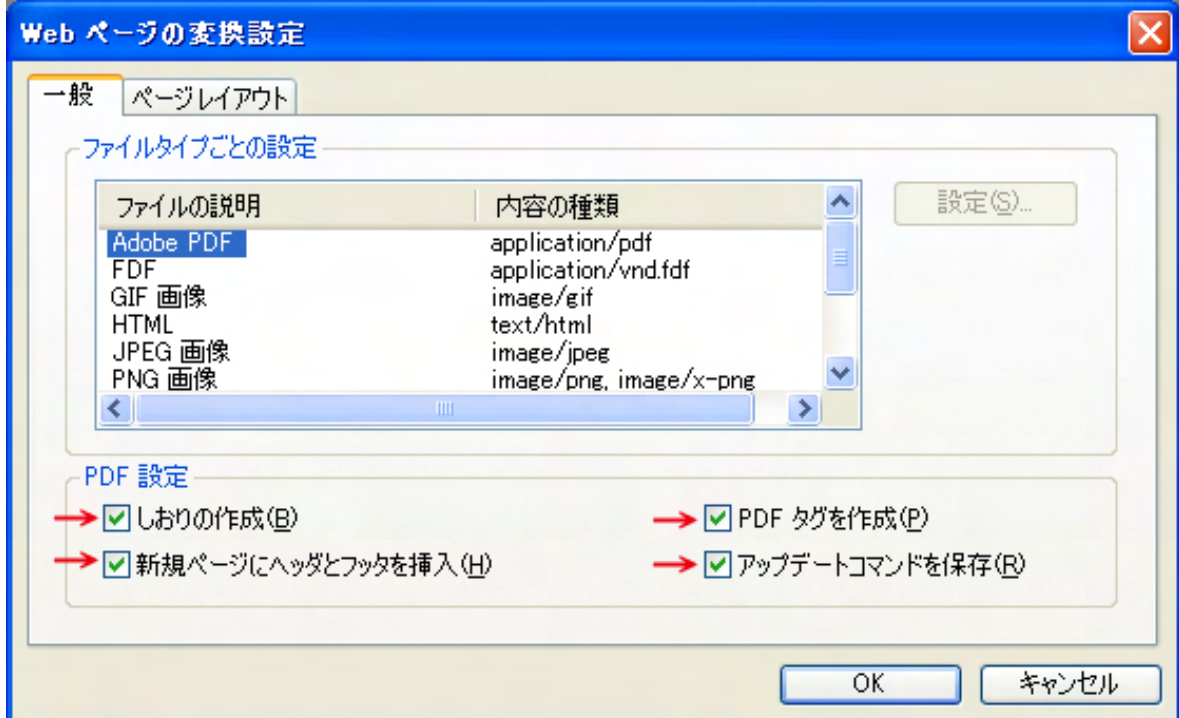 Web ページの変換設定
一般 ページレイアウト
ファイルタイプごとの設定
ファイルの説明 内容の種類 設定(S)...
Adobe PDF application/pdf
FDF application/vnd.fdf
GIF 画像 image/gif
HTML text/html
JPEG 画像 image/jpeg
PNG 画像 image/png, image/x-png
PDF 設定
しおりの作成(B) PDF タグを作成(P)
新規ページにヘッダとフッタを挿入(H) アップデートコマンドを保存(R)
OK キャンセル